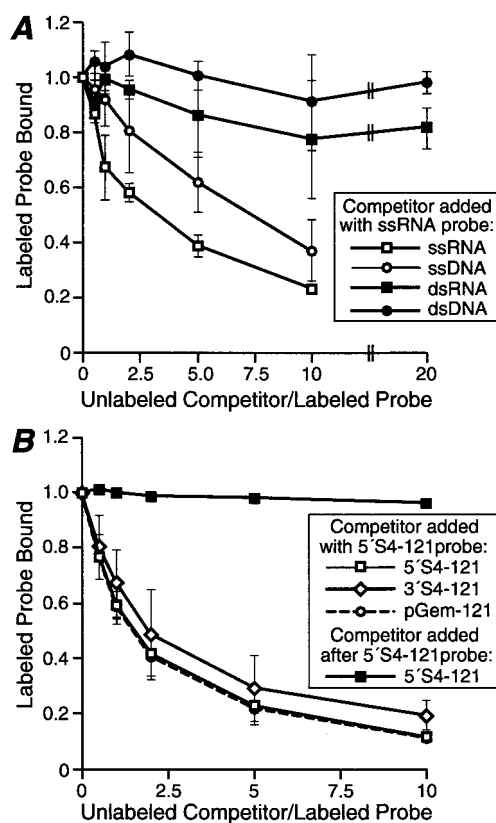 A
1.2
1.0
0.8
0.6
0.4
0.2
0
Labeled Probe Bound
Competitor added
with ssRNA probe:
ssRNA
ssDNA
dsRNA
dsDNA
0 2.5 5.0 7.5 10 20
Unlabeled Competitor/Labeled Probe
B
1.2
1.0
0.8
0.6
0.4
0.2
0
Labeled Probe Bound
Competitor added
with 5´S4-121probe:
5´S4-121
3´S4-121
pGem-121
Competitor added
after 5´S4-121probe:
5´S4-121
0 2.5 5 7.5 10
Unlabeled Competitor/Labeled Probe